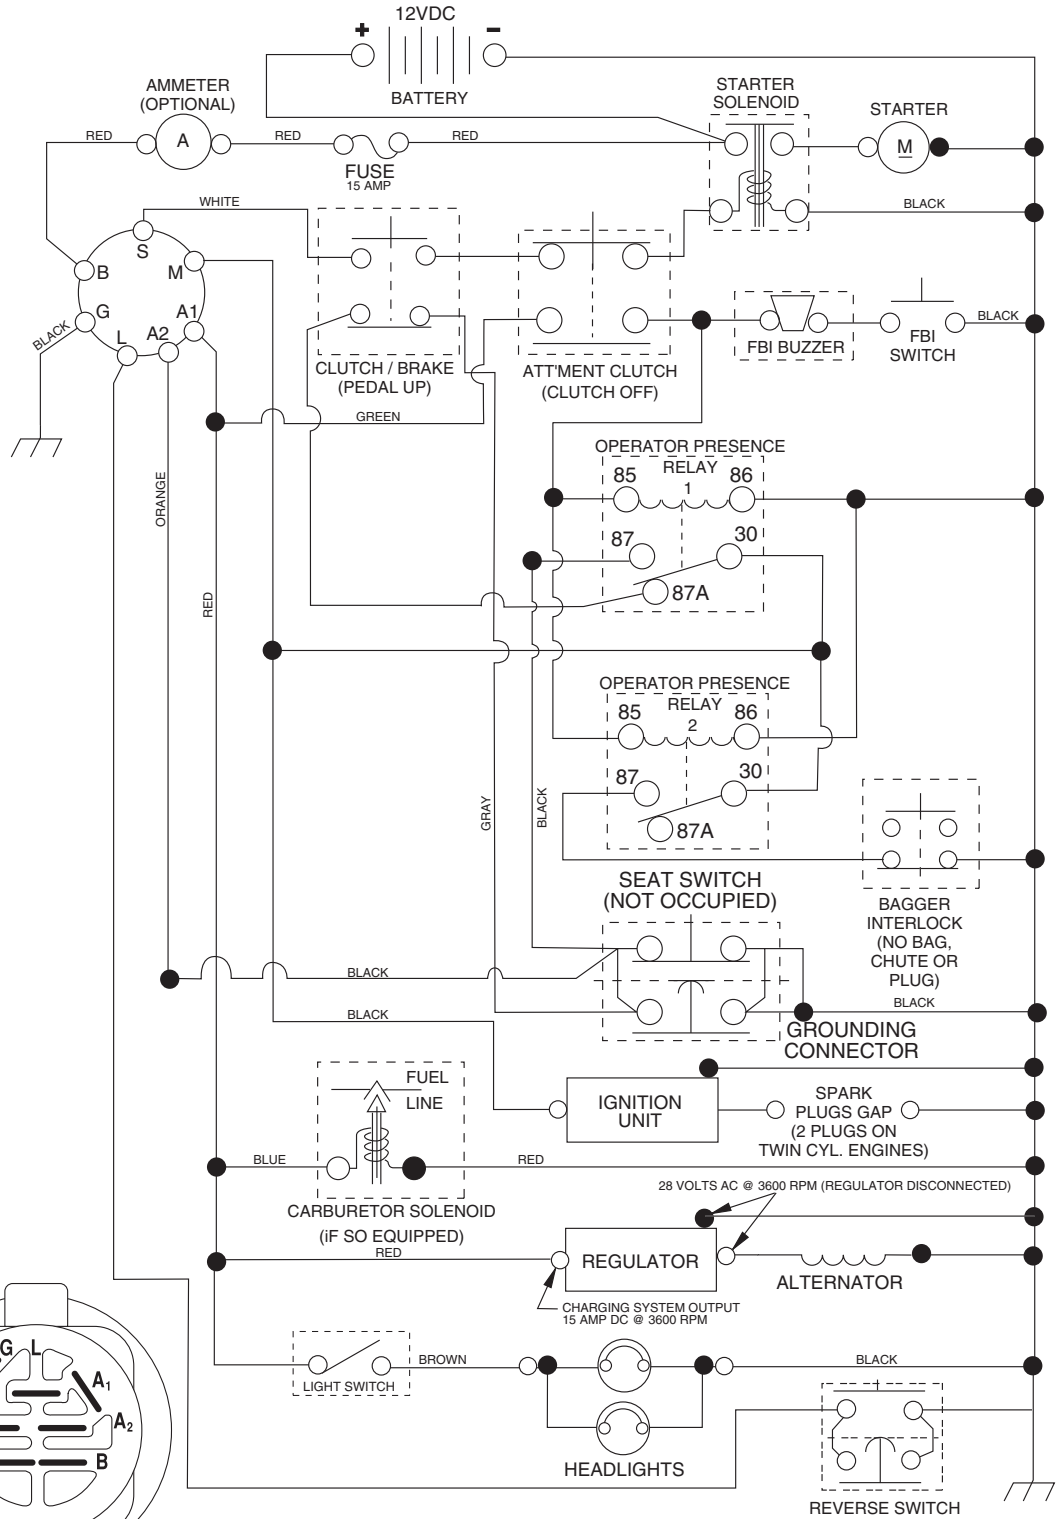 12VDC
+
-
BATTERY
AMMETER
(OPTIONAL)
RED
A
RED
FUSE
15 AMP
RED
STARTER
SOLENOID
STARTER
M
BLACK
WHITE
S
B
M
G
A1
L
A2
BLACK
CLUTCH / BRAKE
(PEDAL UP)
ATT'MENT CLUTCH
(CLUTCH OFF)
FBI BUZZER
FBI
SWITCH
BLACK
GREEN
ORANGE
RED
OPERATOR PRESENCE
RELAY
1
85
86
87
30
87A
OPERATOR PRESENCE
RELAY
2
85
86
87
30
87A
GRAY
BLACK
BAGGER
INTERLOCK
(NO BAG,
CHUTE OR
PLUG)
SEAT SWITCH
(NOT OCCUPIED)
BLACK
BLACK
BLACK
GROUNDING
CONNECTOR
FUEL
LINE
IGNITION
UNIT
SPARK
PLUGS GAP
(2 PLUGS ON
TWIN CYL. ENGINES)
BLUE
RED
CARBURETOR SOLENOID
(iF SO EQUIPPED)
28 VOLTS AC @ 3600 RPM (REGULATOR DISCONNECTED)
RED
REGULATOR
ALTERNATOR
CHARGING SYSTEM OUTPUT
15 AMP DC @ 3600 RPM
LIGHT SWITCH
BROWN
BLACK
HEADLIGHTS
REVERSE SWITCH
G
L
A1
A2
B